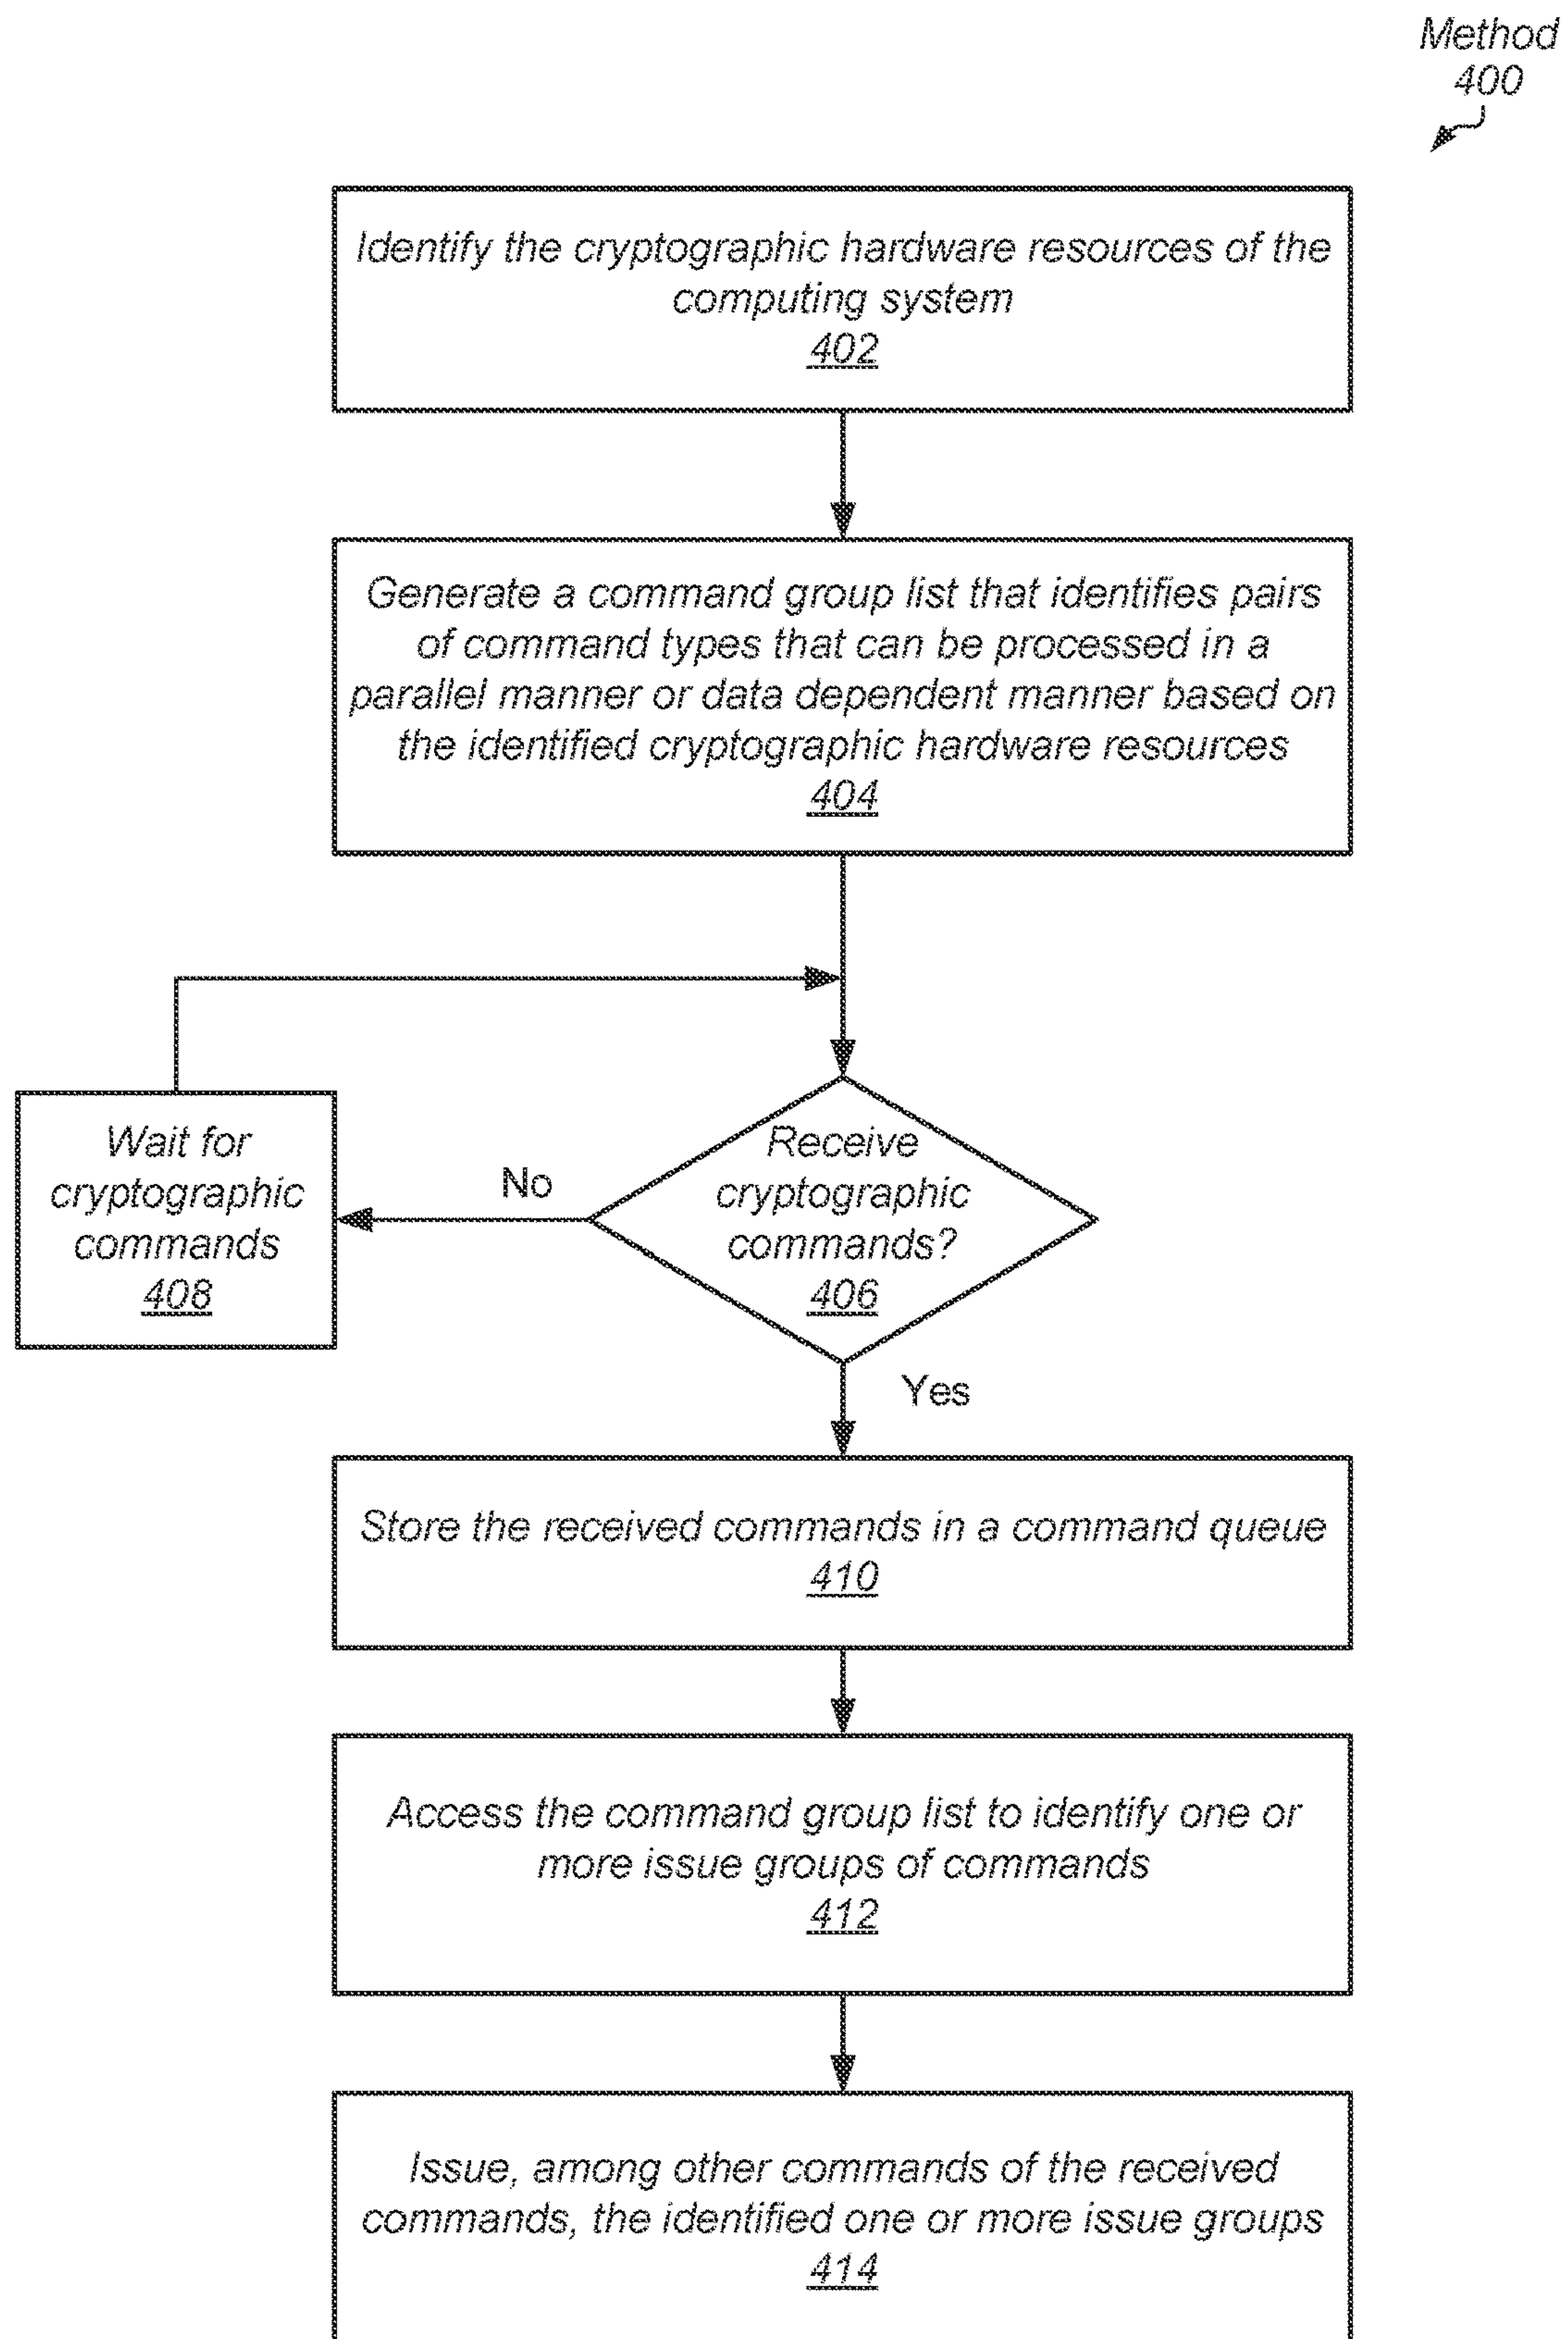 Method
400
Identify the cryptographic hardware resources of the
computing system
402
Generate a command group list that identifies pairs
of command types that can be processed in a
parallel manner or data dependent manner based on
the identified cryptographic hardware resources
404
Receive
cryptographic
commands?
406
No
Wait for
cryptographic
commands
408
Yes
Store the received commands in a command queue
410
Access the command group list to identify one or
more issue groups of commands
412
Issue, among other commands of the received
commands, the identified one or more issue groups
414